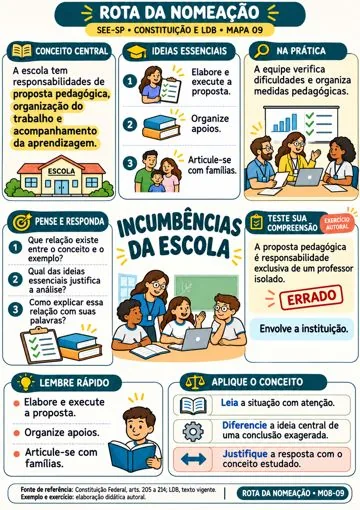 ROTA DA NOMEAÇÃO
SEE-SP • CONSTITUIÇÃO E LDB • MAPA 09
CONCEITO CENTRAL
A escola tem
responsabilidades de
proposta pedagógica,
organização do
trabalho e
acompanhamento
da aprendizagem.
ESCOLA
IDEIAS ESSENCIAIS
1
Elabore e
execute a
proposta.
2
Organize
apoios.
3
Articule-se
com famílias.
NA PRÁTICA
A equipe verifica
dificuldades e organiza
medidas pedagógicas.
PENSE E RESPONDA
1
Que relação existe
entre o conceito e o
exemplo?
2
Qual das ideias
essenciais justifica
a análise?
3
Como explicar essa
relação com suas
palavras?
INCUMBÊNCIAS
DA ESCOLA
TESTE SUA
COMPREENSÃO
EXERCÍCIO
AUTORAL
A proposta pedagógica
é responsabilidade
exclusiva de um professor
isolado.
ERRADO
Envolve a instituição.
LEMBRE RÁPIDO
Elabore e execute
a proposta.
Organize apoios.
Articule-se com
famílias.
APLIQUE O CONCEITO
Leia a situação com atenção.
Diferencie a ideia central de
uma conclusão exagerada.
Justifique a resposta com o
conceito estudado.
Fonte de referência: Constituição Federal, arts. 205 a 214; LDB, texto vigente.
Exemplo e exercício: elaboração didática autoral.
ROTA DA NOMEAÇÃO • M08-09